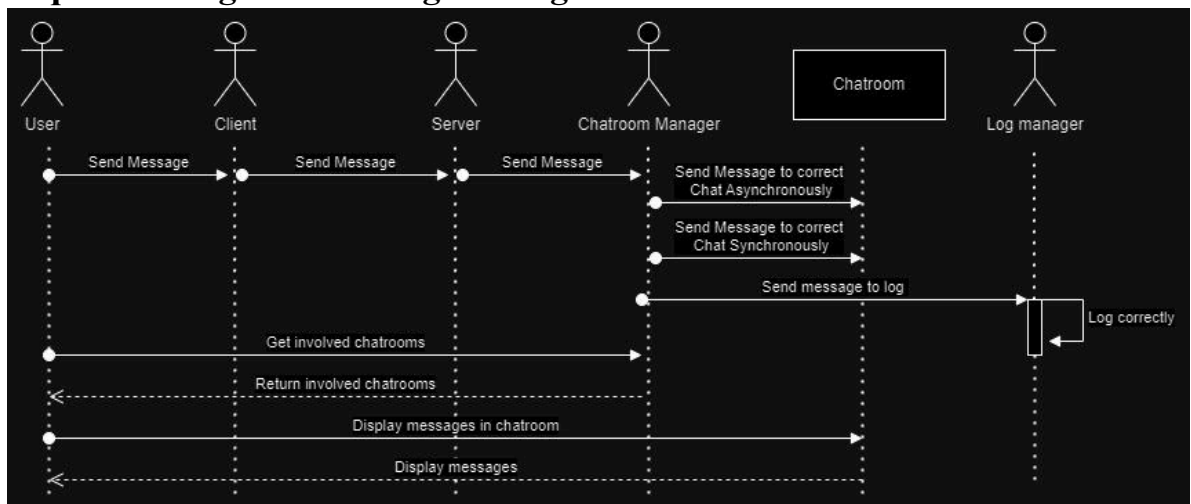 User
Client
Server
Chatroom Manager
Chatroom
Log manager
Send Message
Send Message
Send Message
Send Message to correct
Chat Asynchronously
Send Message to correct
Chat Synchronously
Send message to log
Log correctly
Get involved chatrooms
Return involved chatrooms
Display messages in chatroom
Display messages